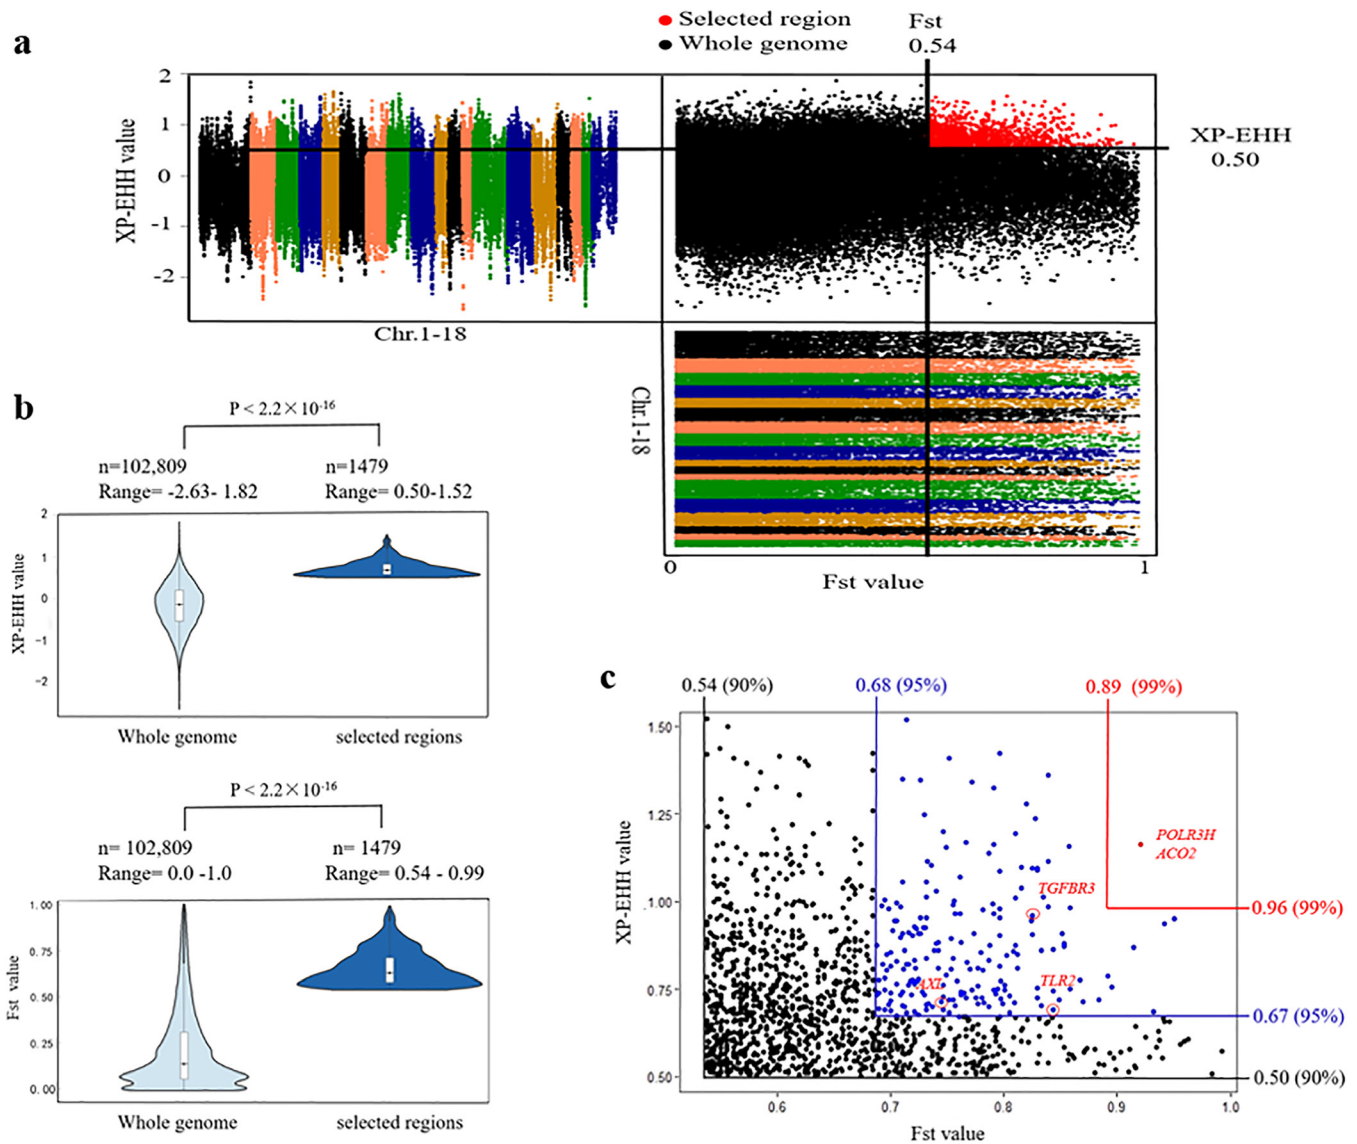 a
Selected region
Whole genome
Fst
0.54
XP-EHH value
2
1
0
-1
-2
Chr.1-18
XP-EHH
0.50
Chr.1-18
0
1
Fst value
b
P < 2.2×10-16
n=102,809
Range= -2.63- 1.82
n=1479
Range= 0.50-1.52
XP-EHH value
2
1
0
-1
-2
Whole genome
selected regions
P < 2.2×10-16
n= 102,809
Range= 0.0 -1.0
n= 1479
Range= 0.54 - 0.99
Fst value
1.00
0.75
0.50
0.25
0.00
Whole genome
selected regions
c
0.54 (90%)
0.68 (95%)
0.89 (99%)
XP-EHH value
1.50
1.25
1.00
0.75
0.50
POLR3H
ACO2
TGFBR3
AXL
TLR2
0.96 (99%)
0.67 (95%)
0.50 (90%)
0.6
0.7
0.8
0.9
1.0
Fst value